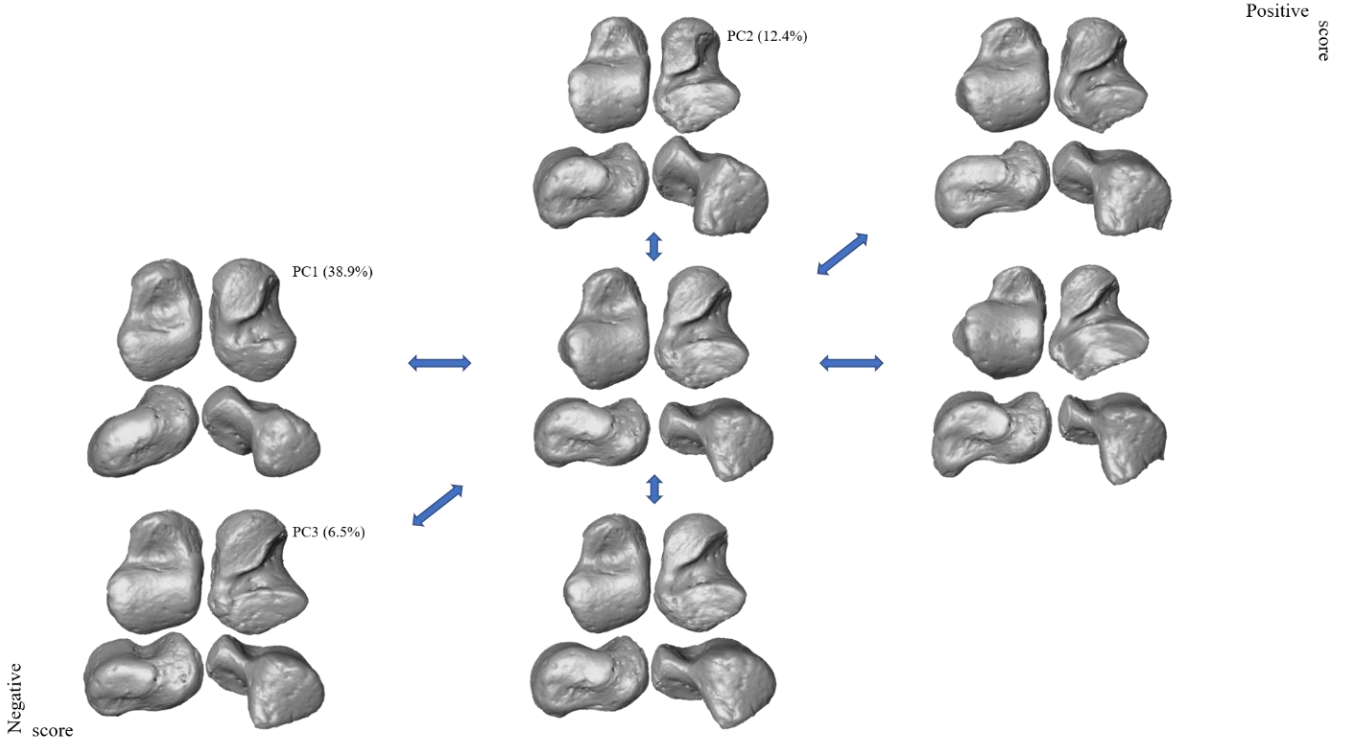 Positive
score
PC2 (12.4%)
PC1 (38.9%)
PC3 (6.5%)
Negative
score